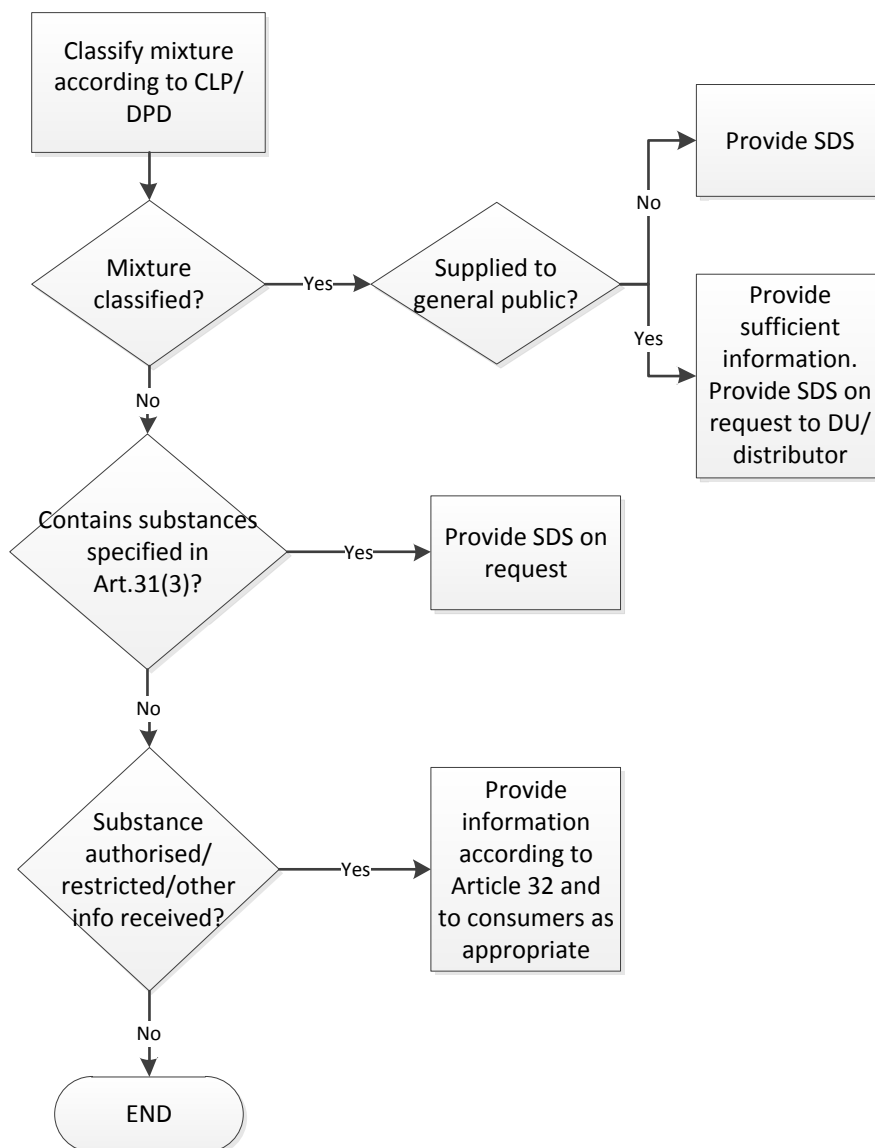 Classify mixture
according to CLP/
DPD
Provide SDS
No
Mixture
classified?
Yes
Supplied to
general public?
Yes
Provide
sufficient
information.
Provide SDS on
request to DU/
distributor
No
Contains substances
specified in
Art.31(3)?
Yes
Provide SDS on
request
No
Substance
authorised/
restricted/other
info received?
Yes
Provide
information
according to
Article 32 and
to consumers as
appropriate
No
END